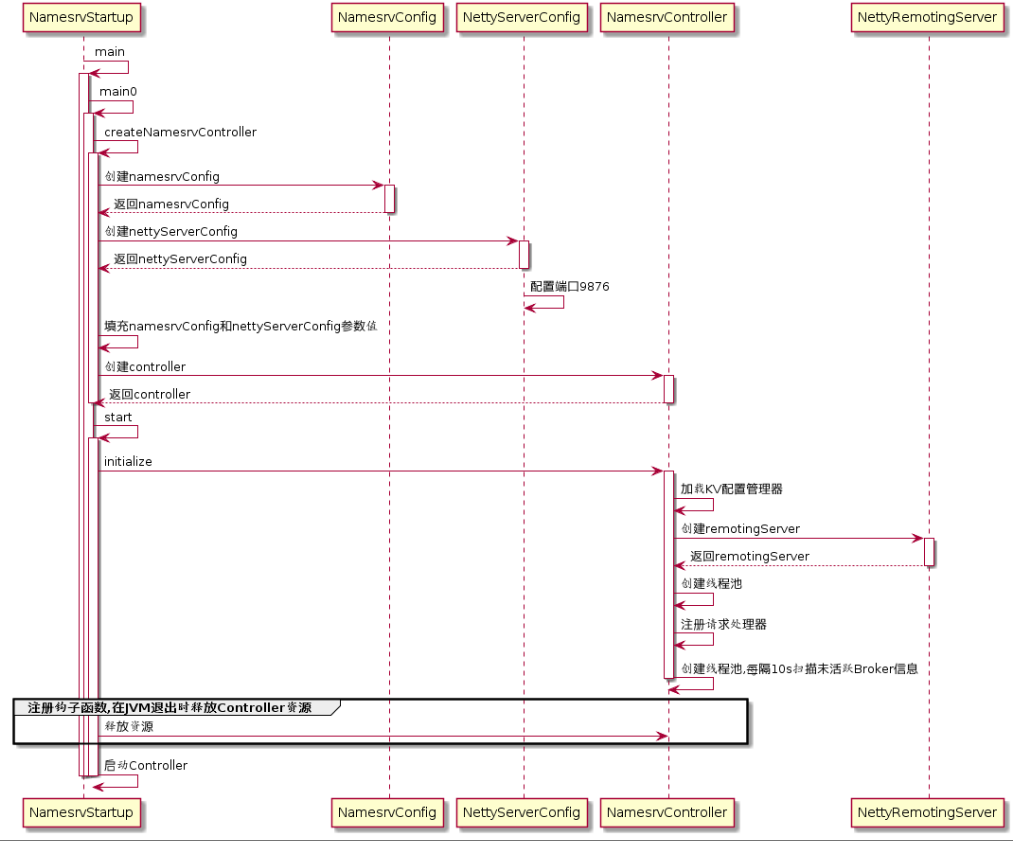 NamesrvStartup NamesrvConfig NettyServerConfig NamesrvController NettyRemotingServer
main
main0
createNamesrvController
创建namesrvConfig
返回namesrvConfig
创建nettyServerConfig
返回nettyServerConfig
配置端口9876
填充namesrvConfig和nettyServerConfig参数值
创建controller
返回controller
start
initialize
加载KV配置管理器
创建remotingServer
返回remotingServer
创建线程池
注册请求处理器
创建线程池,每隔10s扫描未活跃Broker信息
注册钩子函数,在JVM退出时释放Controller资源
释放资源
启动Controller
NamesrvStartup NamesrvConfig NettyServerConfig NamesrvController NettyRemotingServer